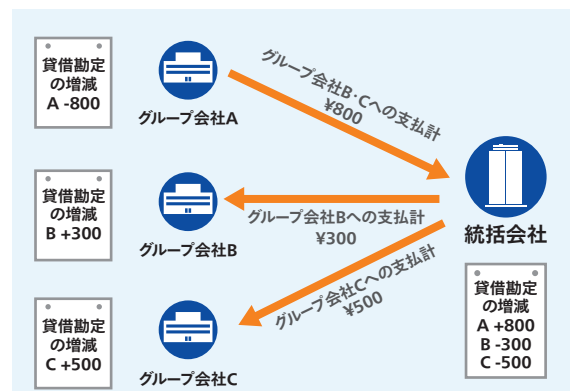 貸借勘定
の増減
A -800
グループ会社A
グループ会社B・Cへの支払計
¥800
貸借勘定
の増減
B +300
グループ会社B
グループ会社Bへの支払計
¥300
統括会社
貸借勘定
の増減
C +500
グループ会社C
グループ会社Cへの支払計
¥500
貸借勘定
の増減
A +800
B -300
C -500